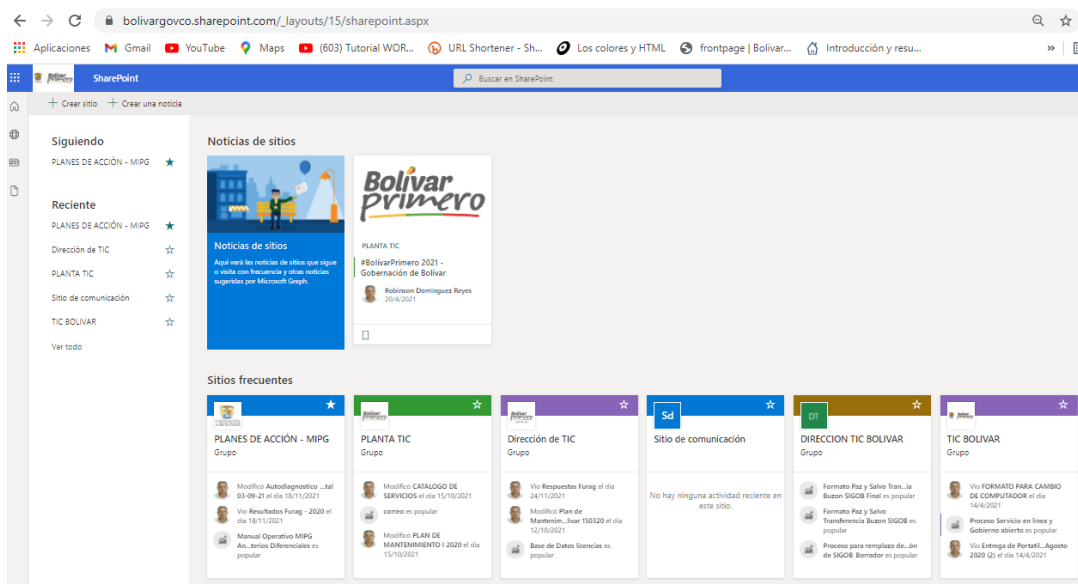 bolivargovco.sharepoint.com/_layouts/15/sharepoint.aspx
Aplicaciones Gmail YouTube Maps (603) Tutorial WOR... URL Shortener - Sh... Los colores y HTML frontpage | Bolivar... Introducción y resu... »
Bolívar primero SharePoint Buscar en SharePoint
+ Crear sitio + Crear una noticia
Siguiendo
PLANES DE ACCIÓN - MIPG
Reciente
PLANES DE ACCIÓN - MIPG
Dirección de TIC
PLANTA TIC
Sitio de comunicación
TIC BOLIVAR
Ver todo
Noticias de sitios
Noticias de sitios
Aquí verá las noticias de sitios que sigue
o visita con frecuencia y otras noticias
sugeridas por Microsoft Graph.
Bolívar
primero
PLANTA TIC
#BolívarPrimero 2021 -
Gobernación de Bolívar
Robinson Dominguez Reyes
20/4/2021
Sitios frecuentes
PLANES DE ACCIÓN - MIPG
Grupo
Modificó Autodiagnostico ...tal
03-09-21 el día 18/11/2021
Vio Resultados Furag - 2020 el
día 18/11/2021
Manual Operativo MIPG
An...terios Diferenciales es
popular
Bolívar primero
PLANTA TIC
Grupo
Modificó CATALOGO DE
SERVICIOS el día 15/10/2021
correo es popular
Modificó PLAN DE
MANTENIMIENTO I 2020 el día
15/10/2021
Bolívar primero
Dirección de TIC
Grupo
Vio Respuestas Furag el día
24/11/2021
Modificó Plan de
Mantenim...livar 150320 el día
12/10/2021
Base de Datos licencias es
popular
Sd
Sitio de comunicación
No hay ninguna actividad reciente en
este sitio.
DT
DIRECCION TIC BOLIVAR
Grupo
Formato Paz y Salvo Tran...ia
Buzon SIGOB Final es popular
Formato Paz y Salvo
Transferencia Buzon SIGOB es
popular
Proceso para remplazo de...ón
de SIGOB_Borrador es popular
TIC BOLIVAR
Grupo
Vio FORMATO PARA CAMBIO
DE COMPUTADOR el día
14/4/2021
Proceso Servicio en linea y
Gobierno abierto es popular
Vio Entrega de Portatil...Agosto
2020 (2) el día 14/4/2021